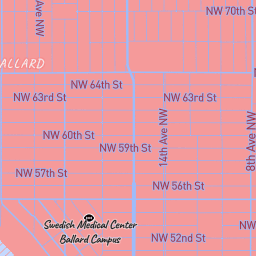 NW 70th St
Ave NW
ALLARD
NW 64th St
NW 63rd St
NW 63rd St
NW 60th St
14th Ave NW
8th Ave NW
NW 59th St
NW 57th St
NW 56th St
Swedish Medical Center
Ballard Campus
NW 52nd St
NW